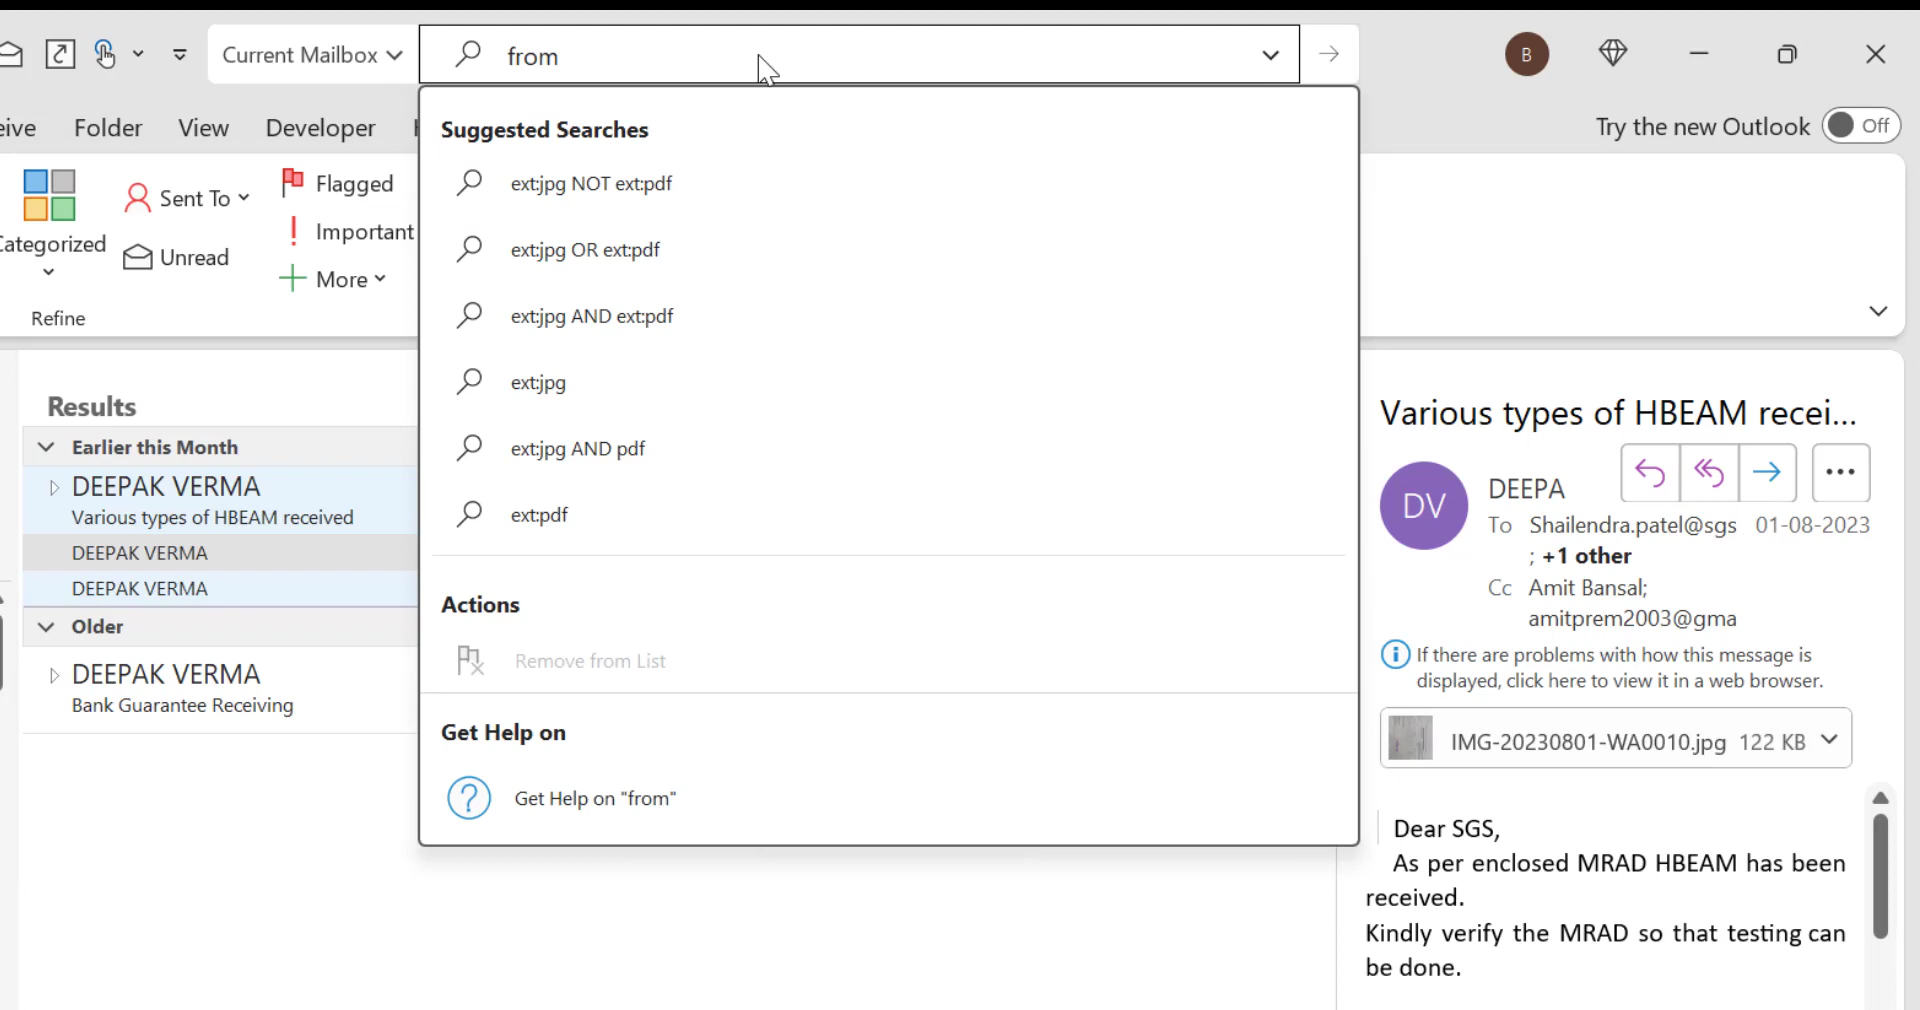 Current Mailbox
from
B
Folder
View
Developer
Try the new Outlook
Off
Sent To
Unread
Flagged
Important
More
Refine
Suggested Searches
ext:jpg NOT ext:pdf
ext:jpg OR ext:pdf
ext:jpg AND ext:pdf
ext:jpg
ext:jpg AND pdf
ext:pdf
Actions
Remove from List
Get Help on
Get Help on "from"
Results
Earlier this Month
DEEPAK VERMA
Various types of HBEAM received
DEEPAK VERMA
DEEPAK VERMA
Older
DEEPAK VERMA
Bank Guarantee Receiving
Various types of HBEAM recei...
DV
DEEPA
To Shailendra.patel@sgs 01-08-2023
; +1 other
Cc Amit Bansal;
amitprem2003@gma
If there are problems with how this message is
displayed, click here to view it in a web browser.
IMG-20230801-WA0010.jpg 122 KB
Dear SGS,
As per enclosed MRAD HBEAM has been
received.
Kindly verify the MRAD so that testing can
be done.